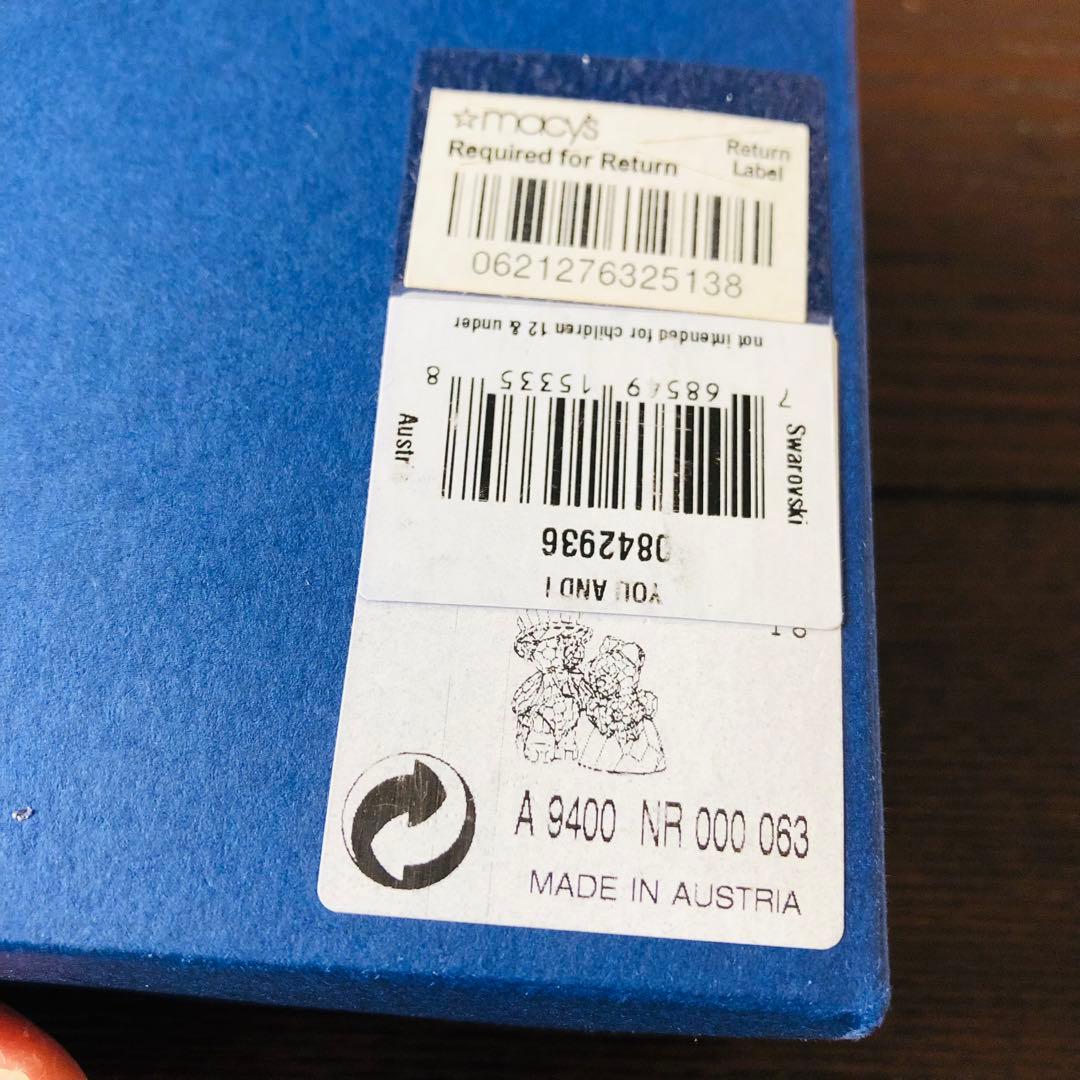 ☆macy's
Required for Return
Return
Label
0621276325138
YOU AND I
0842936
Swarovski
7 68549 15335 8
not intended for children 12 & under
A 9400 NR 000 063
MADE IN AUSTRIA